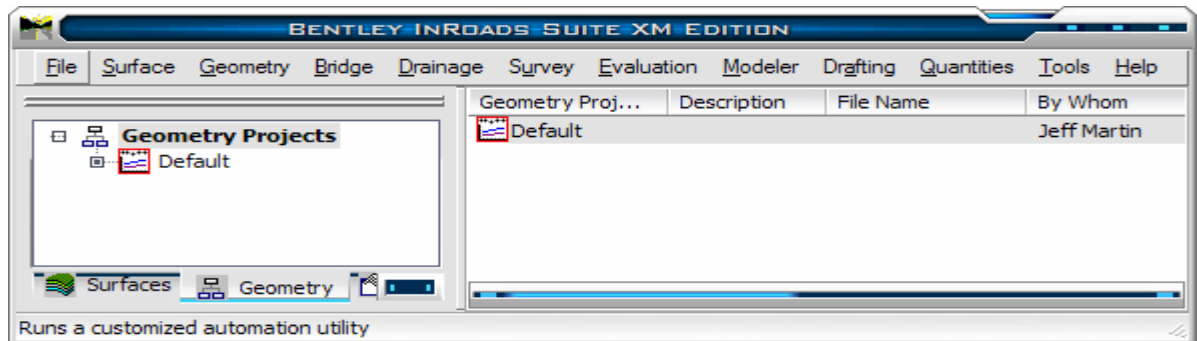 BENTLEY INROADS SUITE XM EDITION
File Surface Geometry Bridge Drainage Survey Evaluation Modeler Drafting Quantities Tools Help
Geometry Proj... Description File Name By Whom
Default Jeff Martin
Geometry Projects
Default
Surfaces Geometry
Runs a customized automation utility